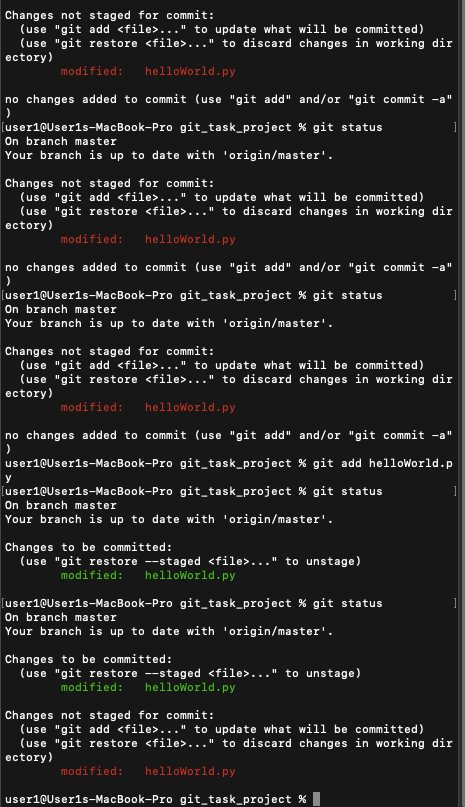 Changes not staged for commit:
  (use "git add <file>..." to update what will be committed)
  (use "git restore <file>..." to discard changes in working dir
ectory)
        modified:   helloWorld.py

no changes added to commit (use "git add" and/or "git commit -a"
)
[user1@User1s-MacBook-Pro git_task_project % git status          ]
On branch master
Your branch is up to date with 'origin/master'.

Changes not staged for commit:
  (use "git add <file>..." to update what will be committed)
  (use "git restore <file>..." to discard changes in working dir
ectory)
        modified:   helloWorld.py

no changes added to commit (use "git add" and/or "git commit -a"
)
[user1@User1s-MacBook-Pro git_task_project % git status          ]
On branch master
Your branch is up to date with 'origin/master'.

Changes not staged for commit:
  (use "git add <file>..." to update what will be committed)
  (use "git restore <file>..." to discard changes in working dir
ectory)
        modified:   helloWorld.py

no changes added to commit (use "git add" and/or "git commit -a"
)
user1@User1s-MacBook-Pro git_task_project % git add helloWorld.p
y
[user1@User1s-MacBook-Pro git_task_project % git status          ]
On branch master
Your branch is up to date with 'origin/master'.

Changes to be committed:
  (use "git restore --staged <file>..." to unstage)
        modified:   helloWorld.py

[user1@User1s-MacBook-Pro git_task_project % git status          ]
On branch master
Your branch is up to date with 'origin/master'.

Changes to be committed:
  (use "git restore --staged <file>..." to unstage)
        modified:   helloWorld.py

Changes not staged for commit:
  (use "git add <file>..." to update what will be committed)
  (use "git restore <file>..." to discard changes in working dir
ectory)
        modified:   helloWorld.py

user1@User1s-MacBook-Pro git_task_project %